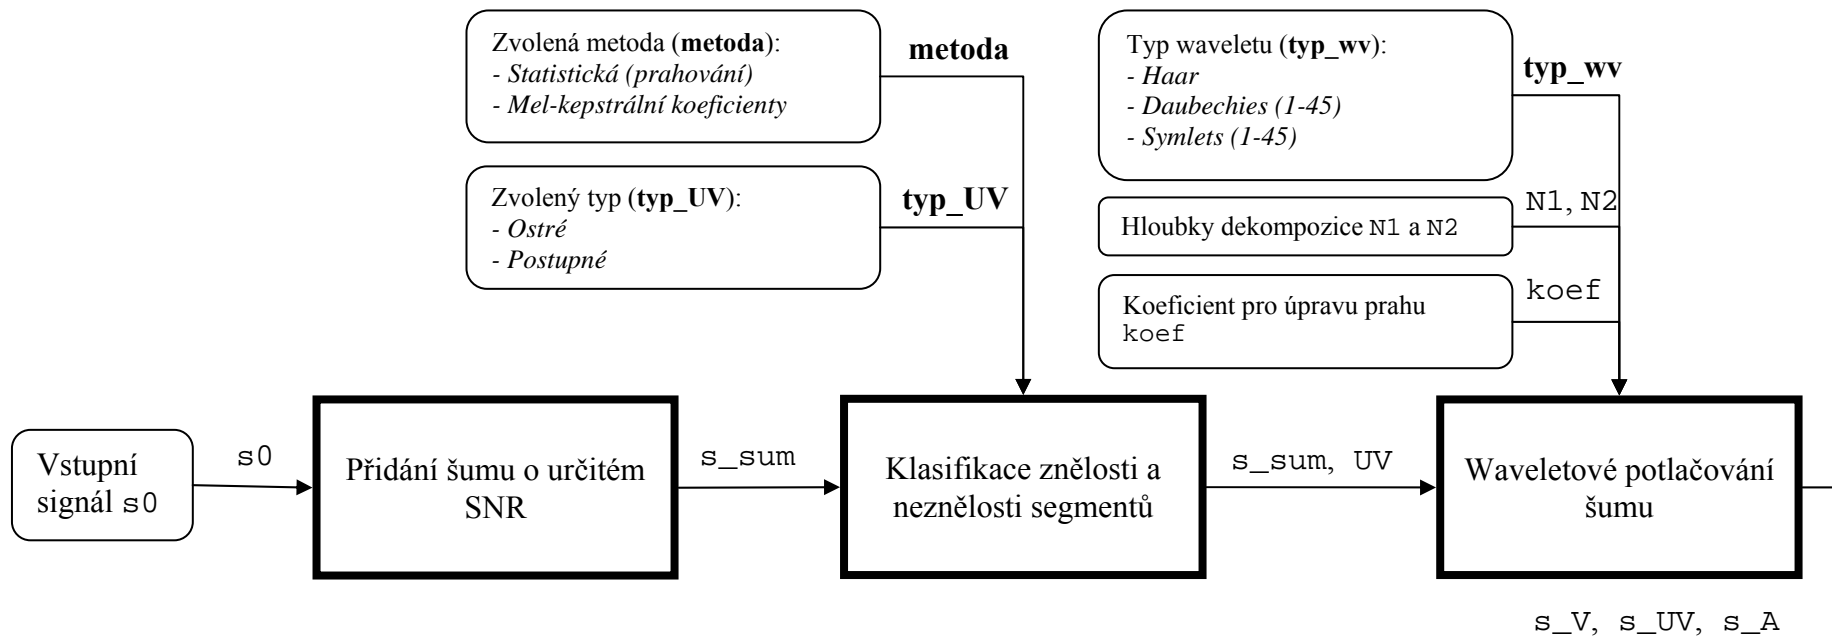 Zvolená metoda (metoda):
- Statistická (prahování)
- Mel-kepstrální koeficienty
metoda
Typ waveletu (typ_wv):
- Haar
- Daubechies (1-45)
- Symlets (1-45)
typ_wv
Zvolený typ (typ_UV):
- Ostré
- Postupné
typ_UV
Hloubky dekompozice N1 a N2
N1, N2
Koeficient pro úpravu prahu
koef
koef
Vstupní
signál s0
s0
Přidání šumu o určitém
SNR
s_sum
Klasifikace znělosti a
neznělosti segmentů
s_sum, UV
Waveletové potlačování
šumu
s_V, s_UV, s_A